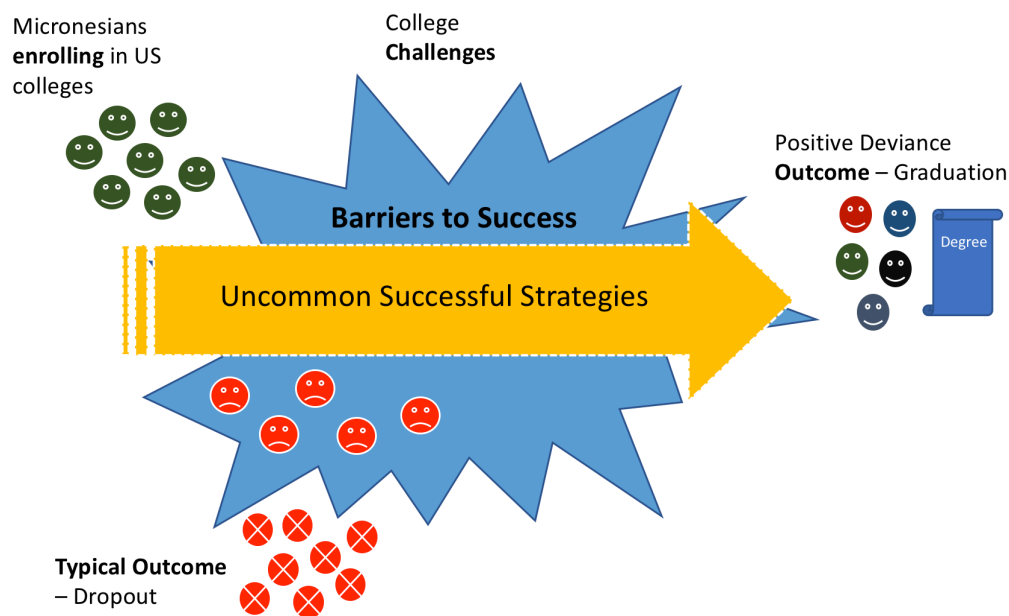 Micronesians
enrolling in US
colleges
College
Challenges
Positive Deviance
Outcome – Graduation
Degree
Barriers to Success
Uncommon Successful Strategies
Typical Outcome
– Dropout